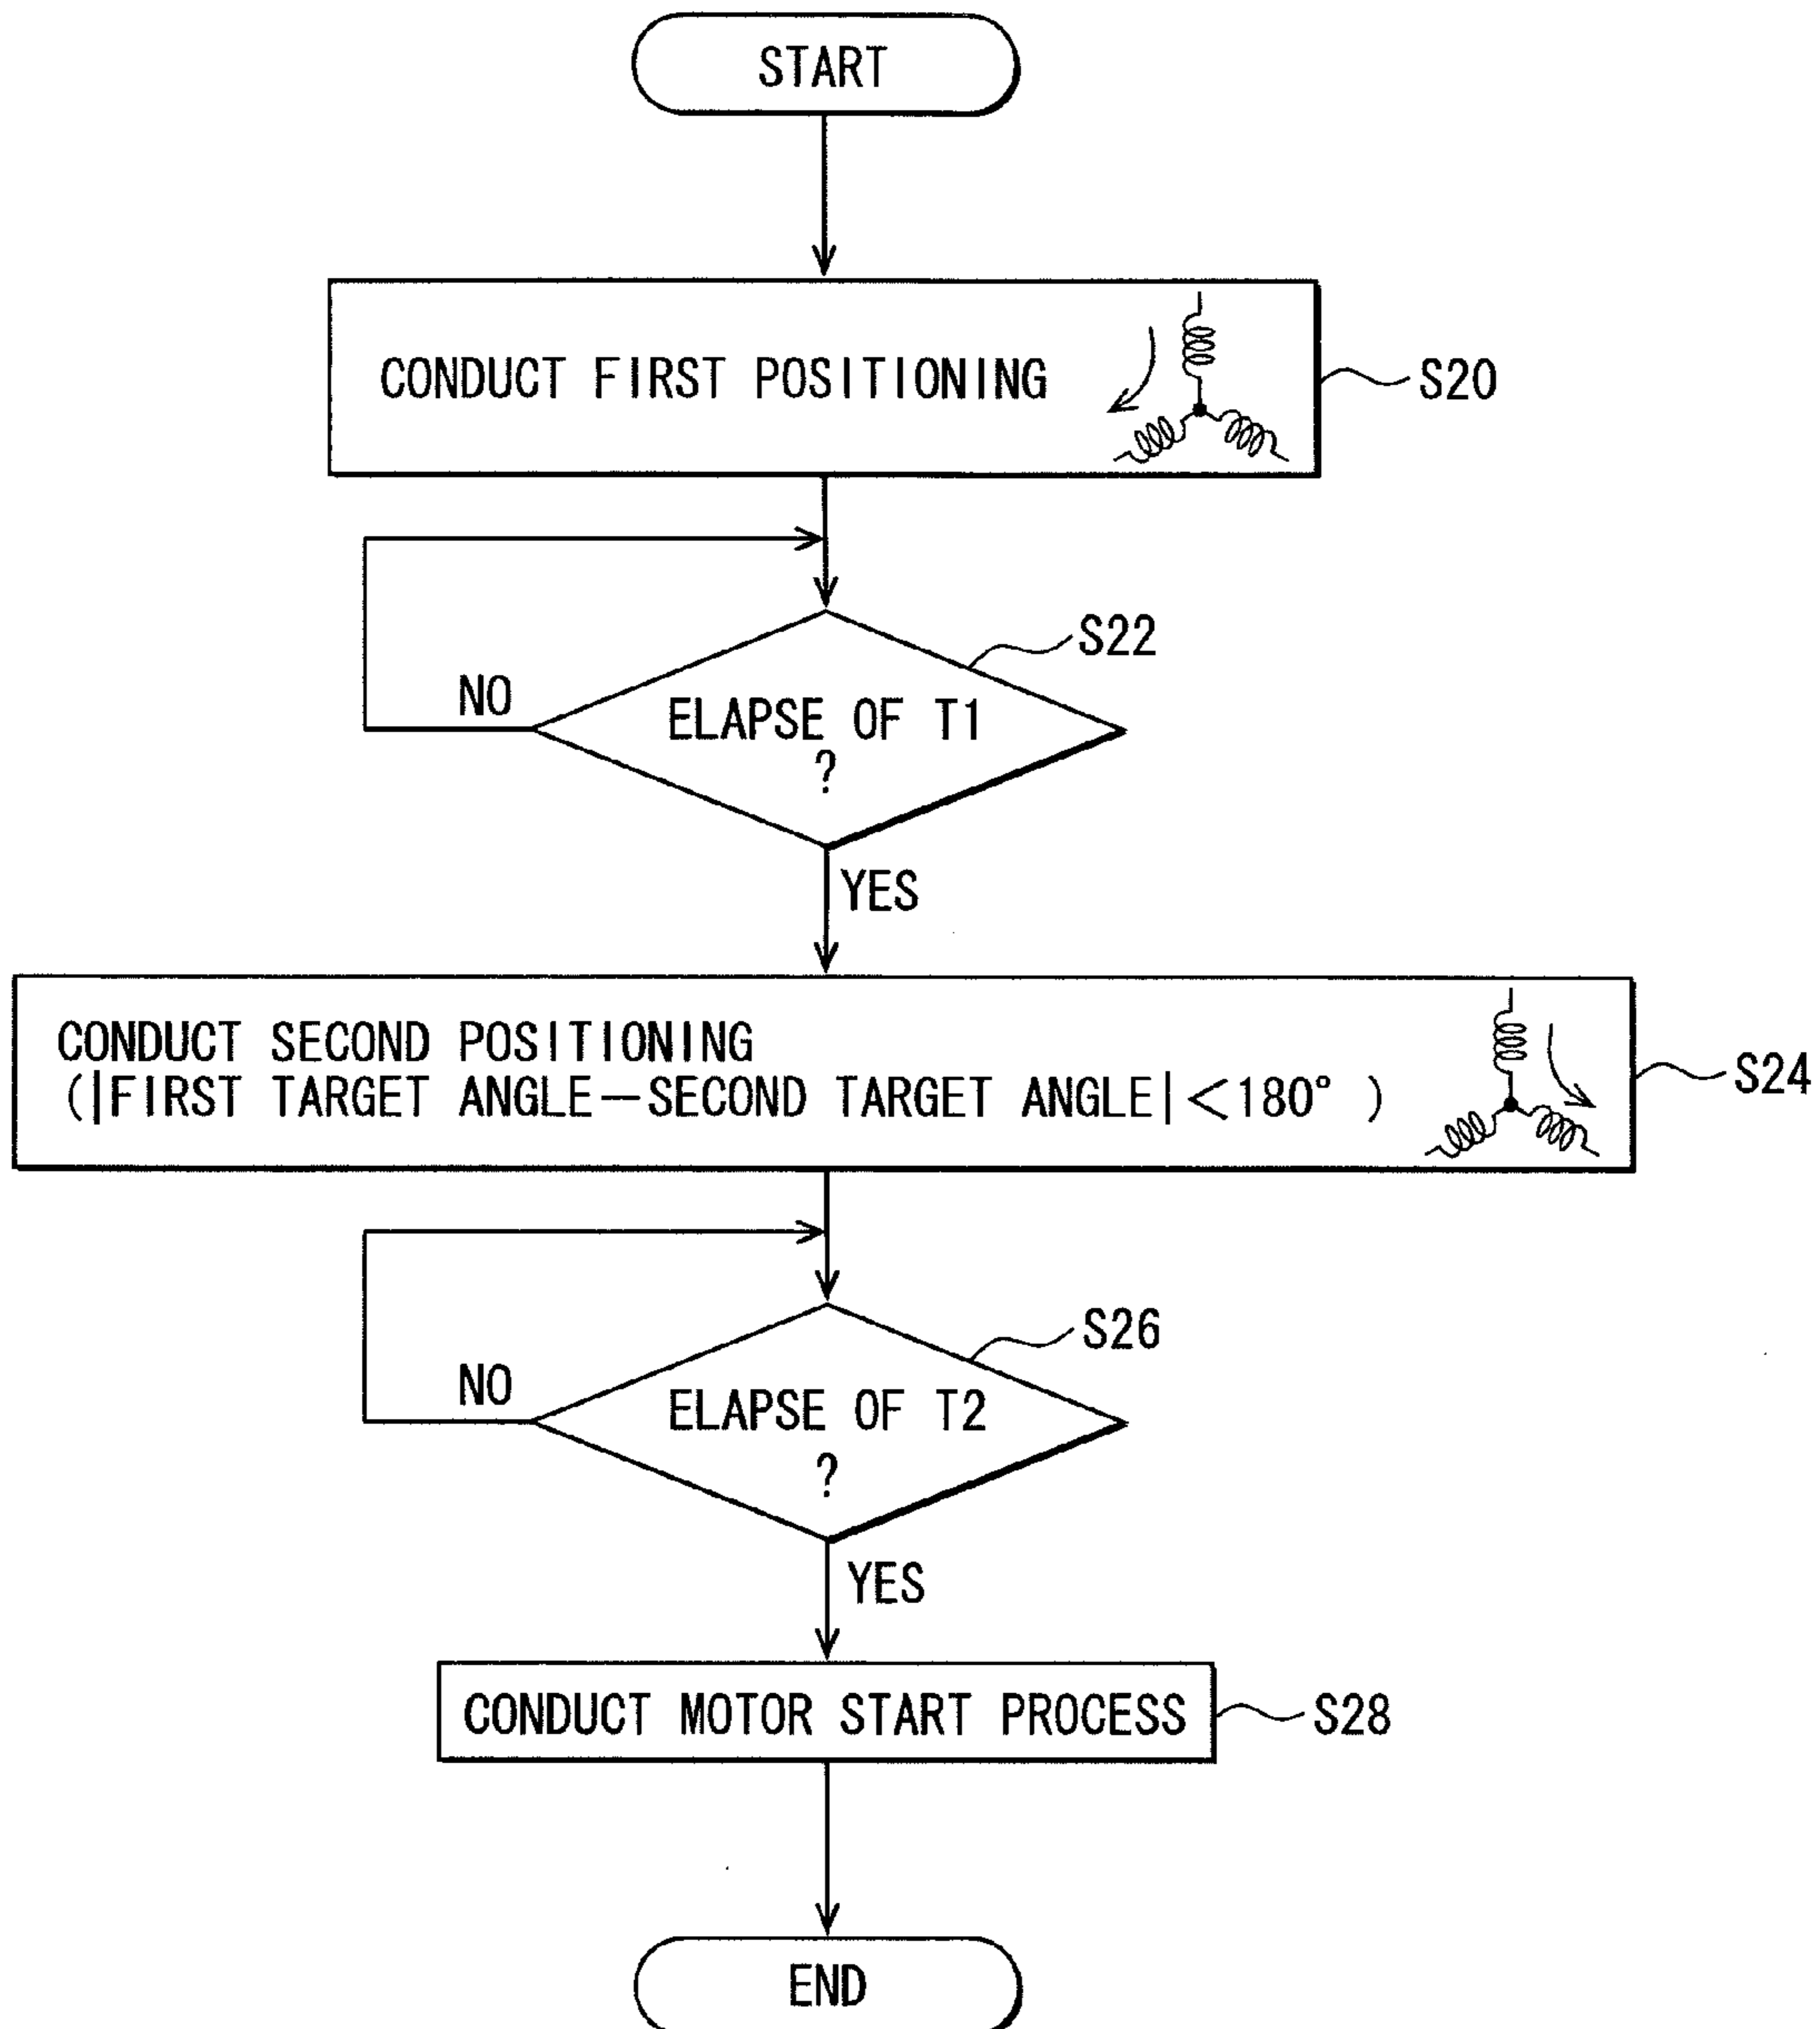 START
CONDUCT FIRST POSITIONING
S20
S22
NO
ELAPSE OF T1
?
YES
CONDUCT SECOND POSITIONING
(|FIRST TARGET ANGLE—SECOND TARGET ANGLE|<180° )
S24
S26
NO
ELAPSE OF T2
?
YES
CONDUCT MOTOR START PROCESS
S28
END